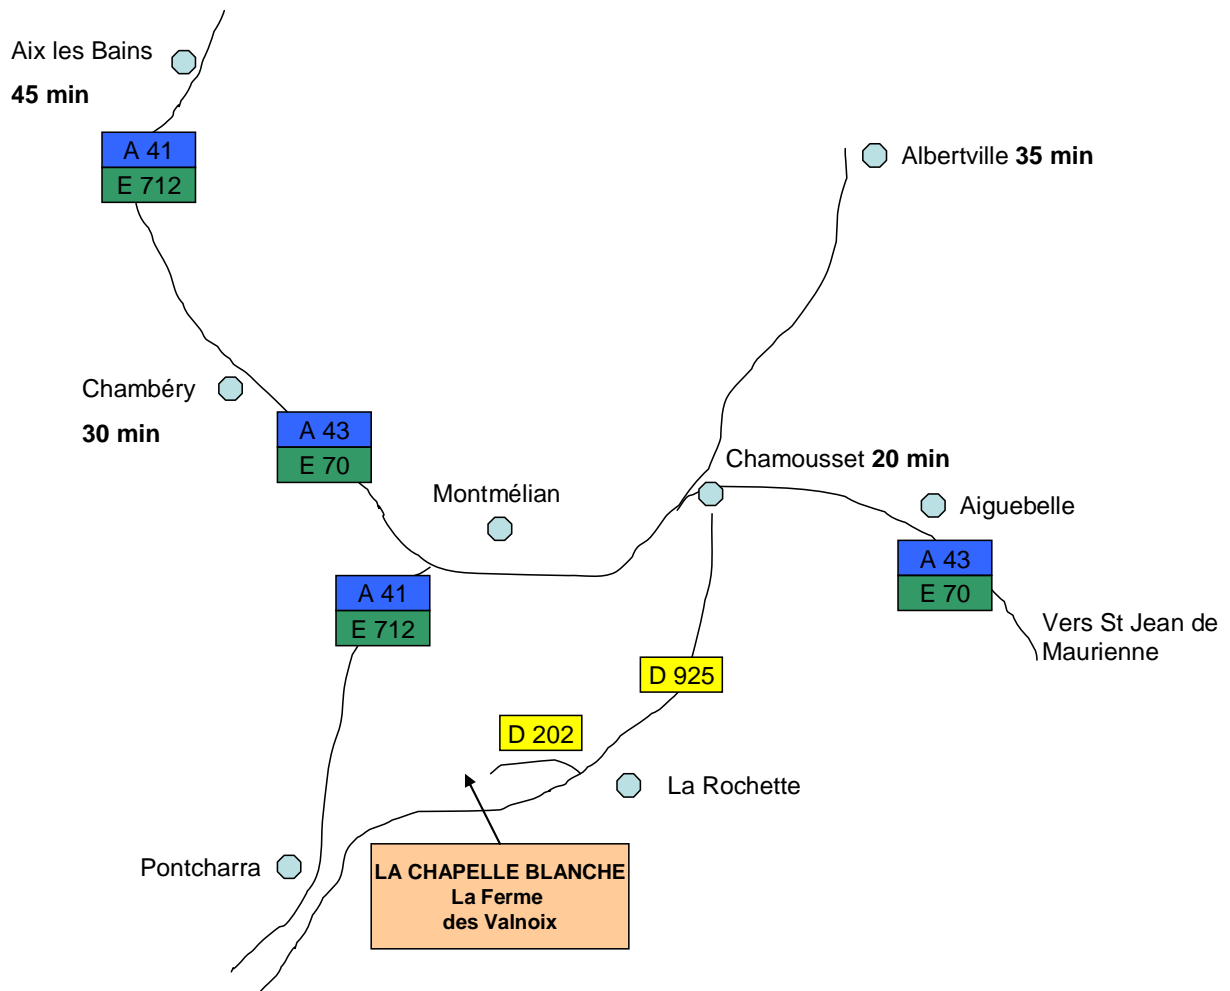 Aix les Bains
45 min
A 41
E 712
Albertville 35 min
Chambéry
30 min
A 43
E 70
Montmélian
Chamousset 20 min
Aiguebelle
A 43
E 70
A 41
E 712
Vers St Jean de
Maurienne
D 925
D 202
La Rochette
Pontcharra
LA CHAPELLE BLANCHE
La Ferme
des Valnoix